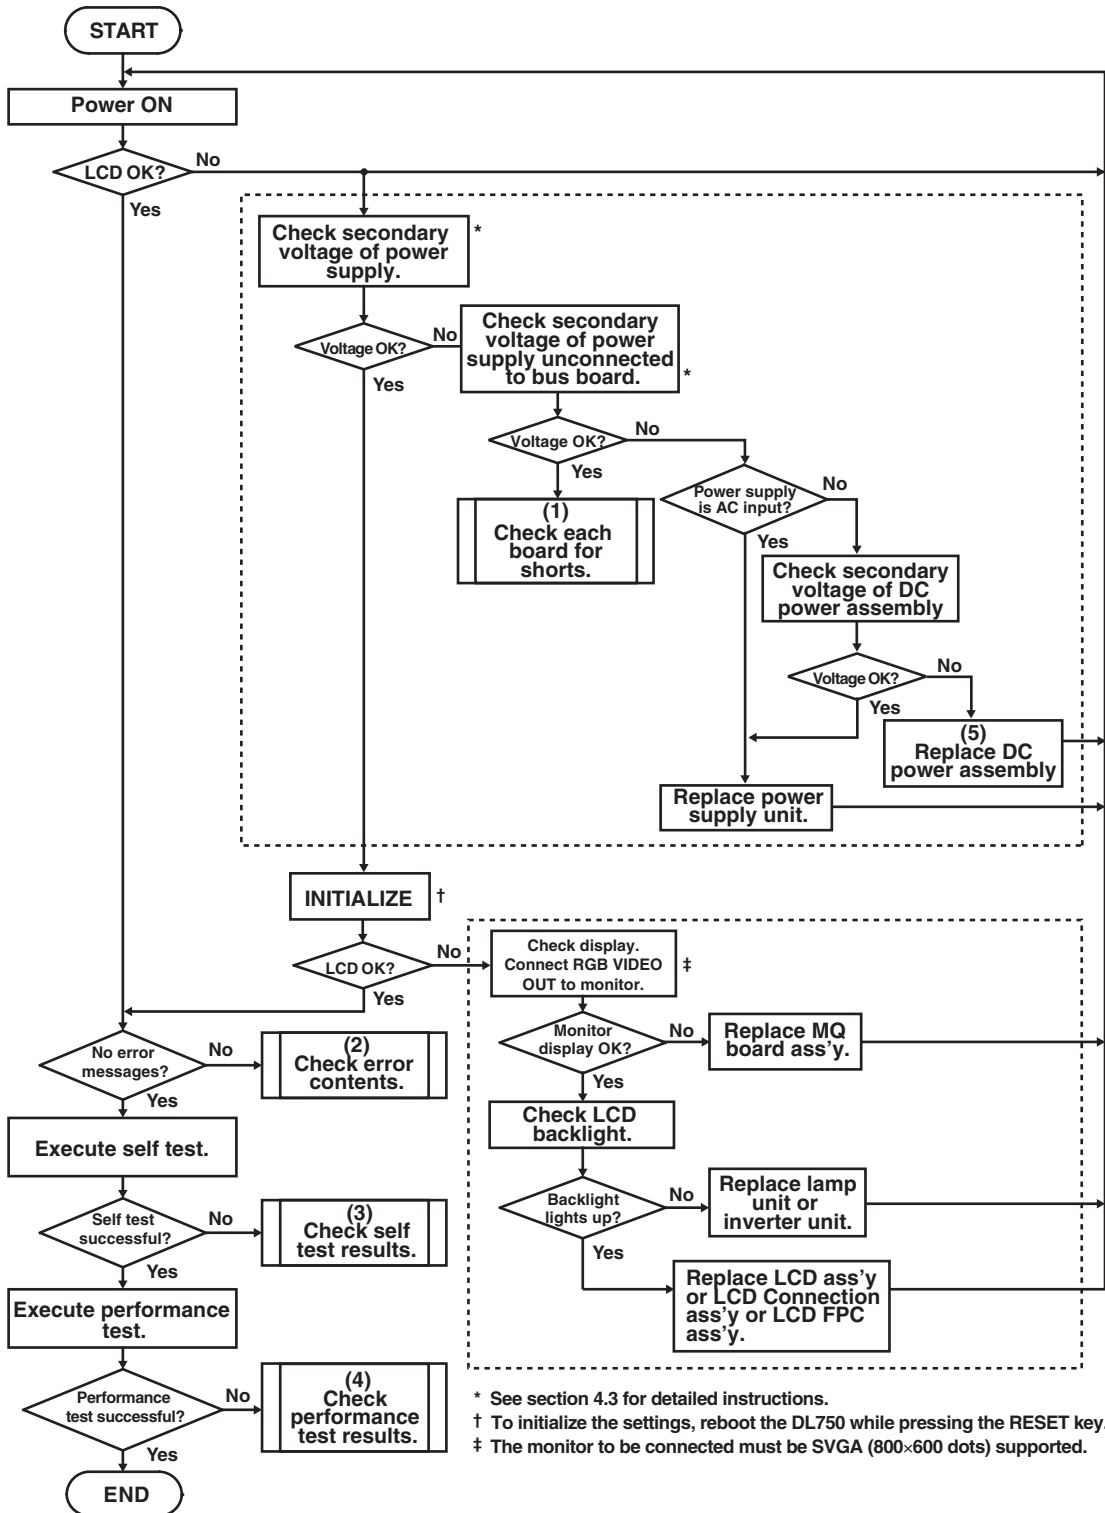 START
Power ON
LCD OK?
No
Yes
Check secondary
voltage of power
supply.
*
Voltage OK?
No
Yes
Check secondary
voltage of power
supply unconnected
to bus board.
*
Voltage OK?
No
Yes
(1)
Check each
board for
shorts.
Power supply
is AC input?
No
Yes
Check secondary
voltage of DC
power assembly
Voltage OK?
No
Yes
(5)
Replace DC
power assembly
Replace power
supply unit.
INITIALIZE
†
LCD OK?
No
Yes
Check display.
Connect RGB VIDEO
OUT to monitor.
‡
Monitor
display OK?
No
Yes
Replace MQ
board ass'y.
Check LCD
backlight.
Backlight
lights up?
No
Yes
Replace lamp
unit or
inverter unit.
Replace LCD ass'y
or LCD Connection
ass'y or LCD FPC
ass'y.
No error
messages?
No
Yes
(2)
Check error
contents.
Execute self test.
Self test
successful?
No
Yes
(3)
Check self
test results.
Execute performance
test.
Performance
test successful?
No
Yes
(4)
Check
performance
test results.
END
* See section 4.3 for detailed instructions.
† To initialize the settings, reboot the DL750 while pressing the RESET key.
‡ The monitor to be connected must be SVGA (800×600 dots) supported.